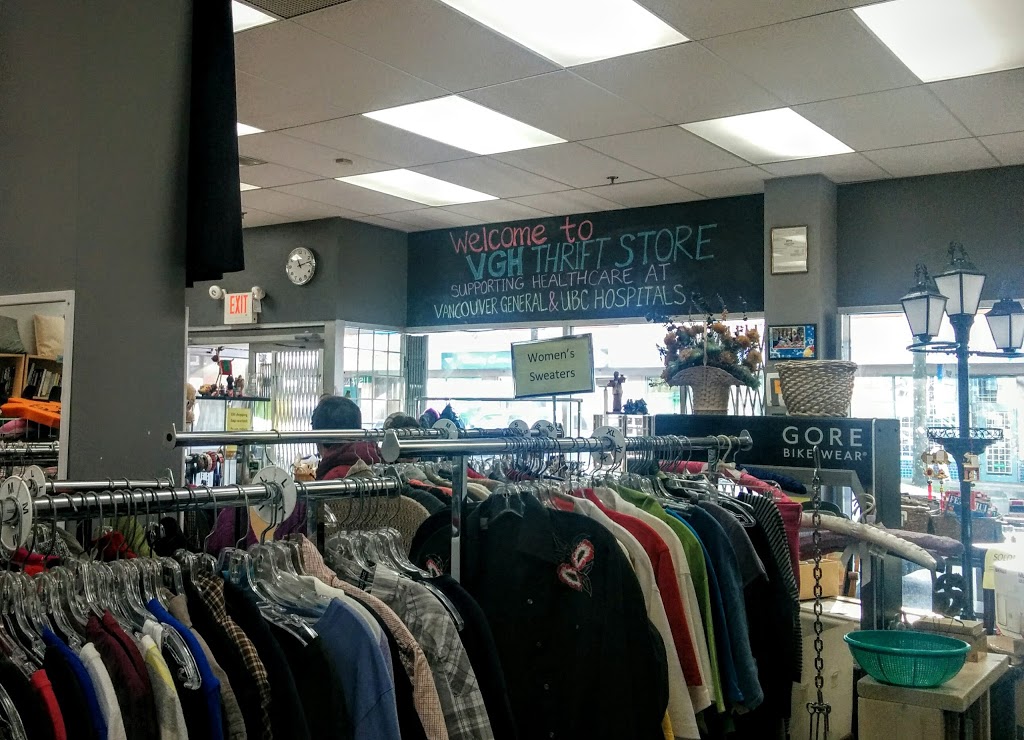 Welcome to
VGH THRIFT STORE
SUPPORTING HEALTHCARE AT
VANCOUVER GENERAL & UBC HOSPITALS
EXIT
Women's
Sweaters
GORE
BIKE WEAR®
M